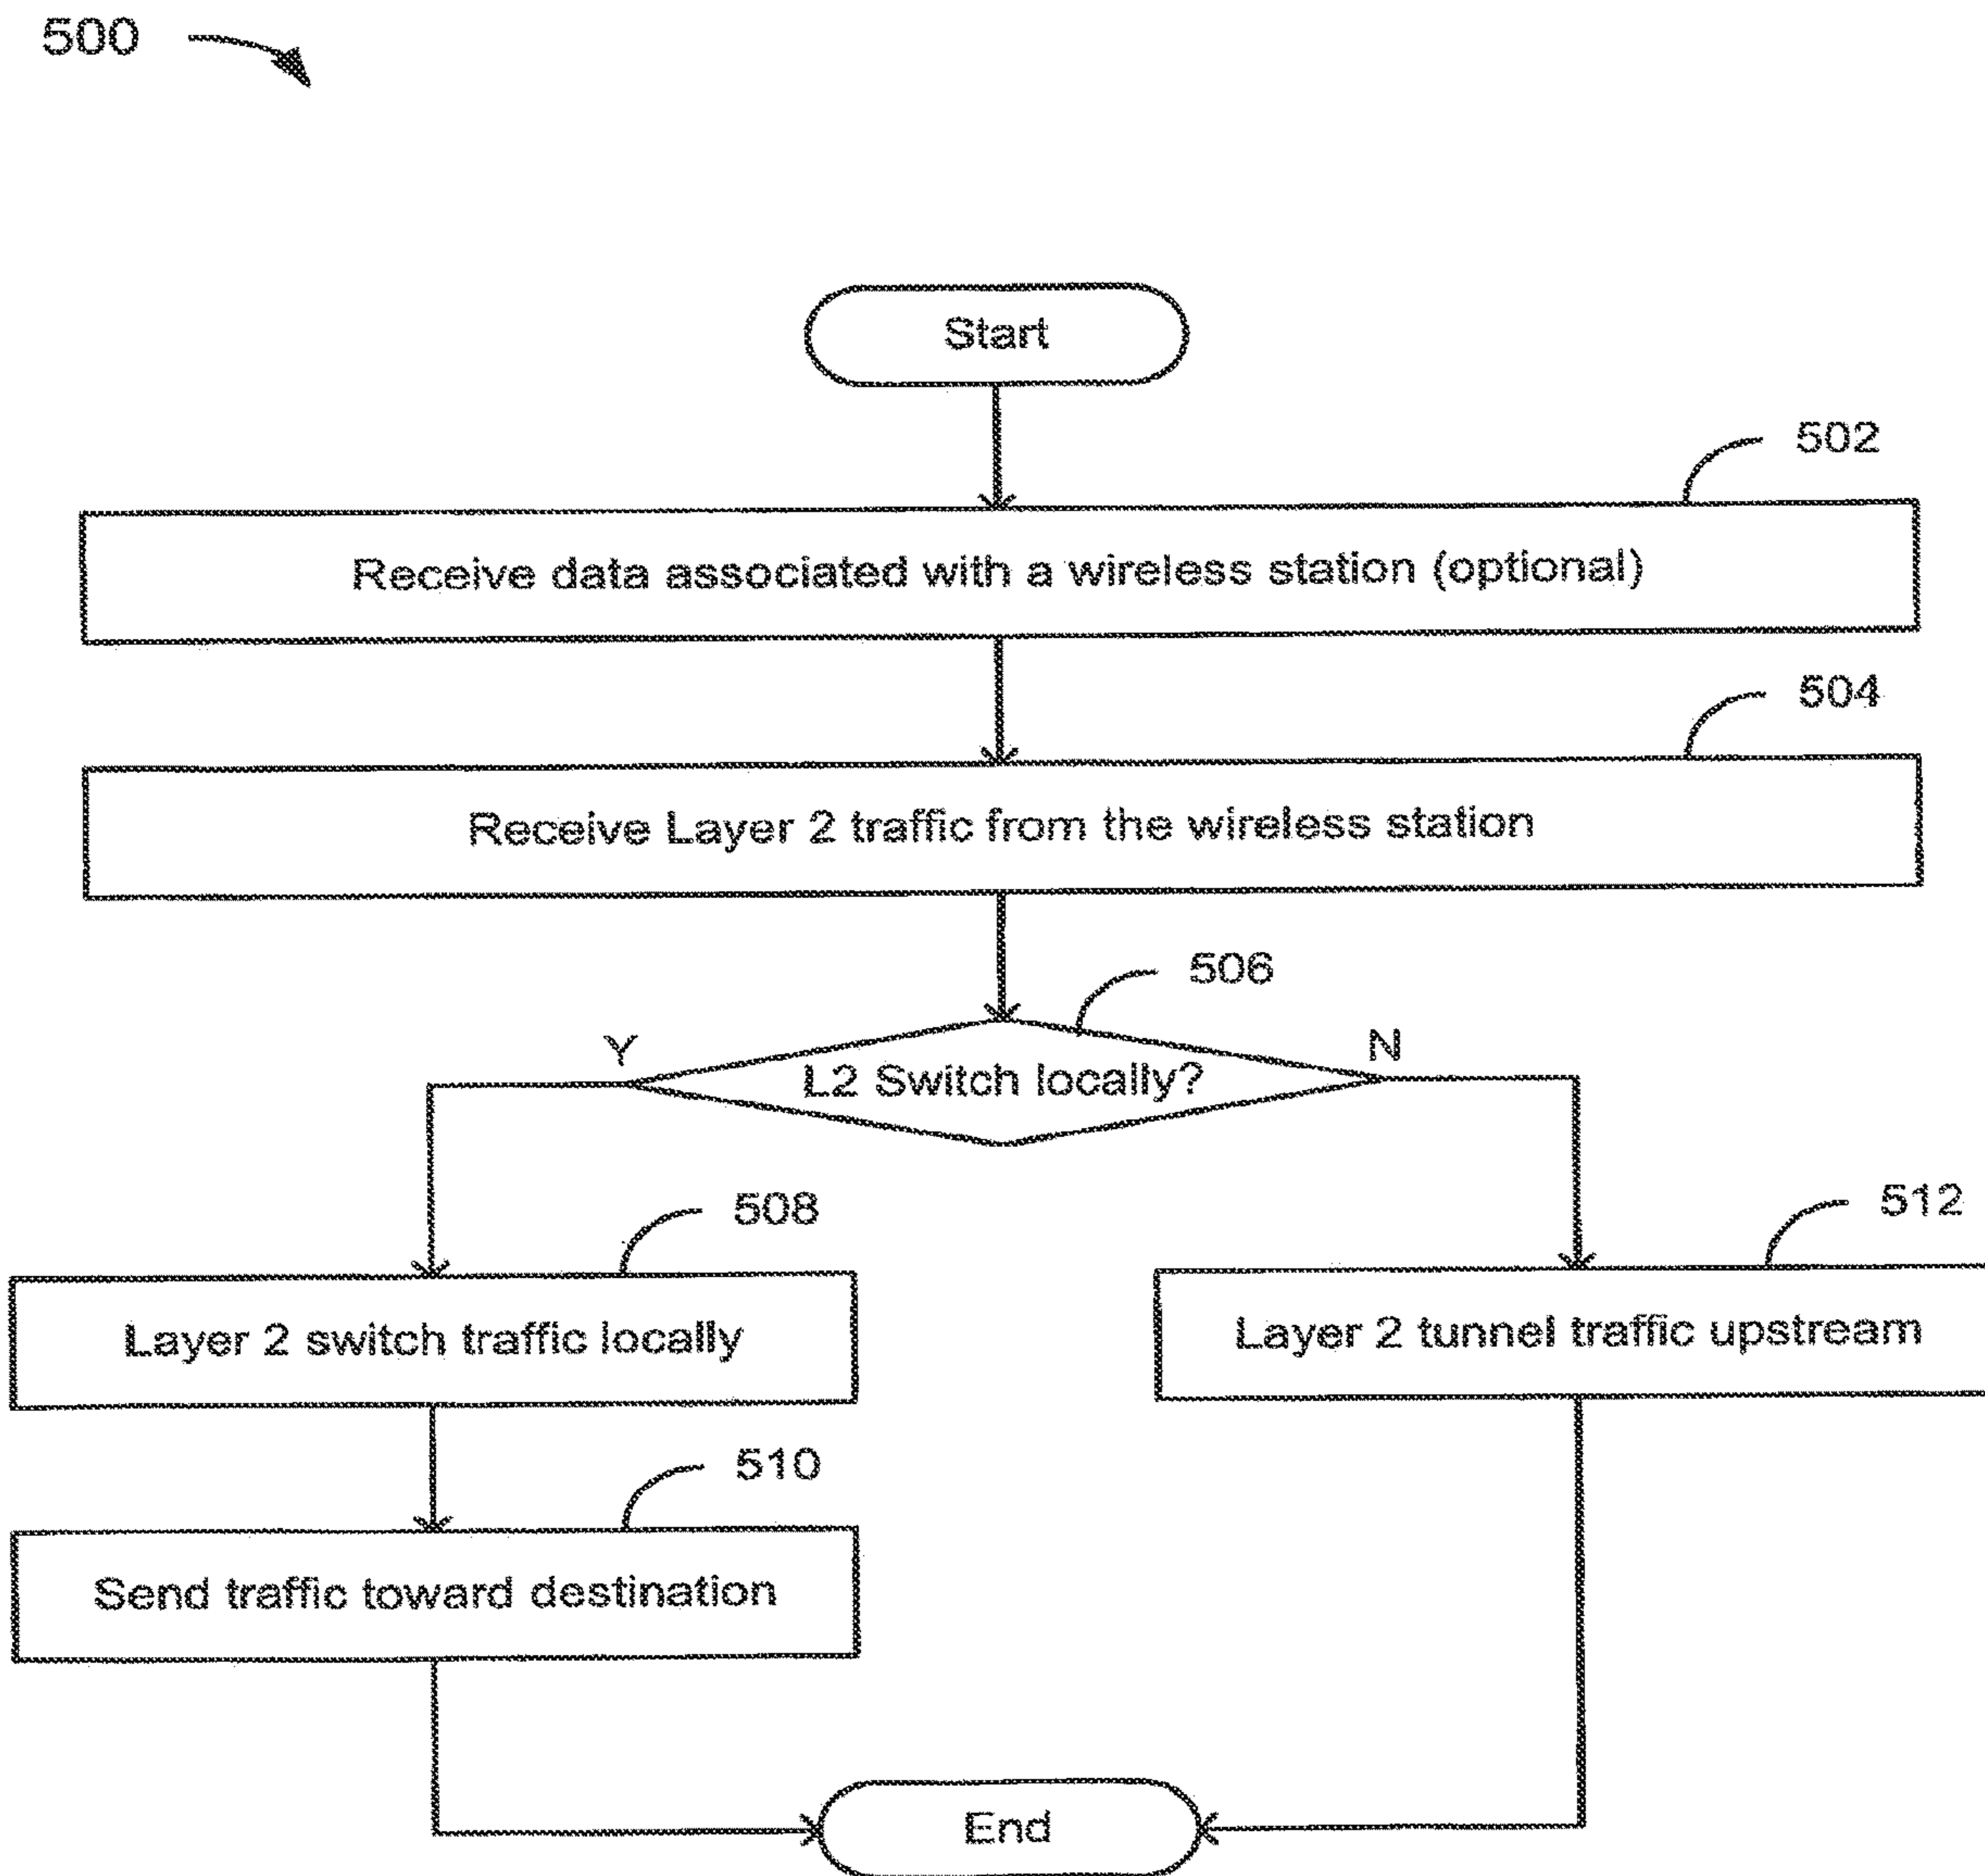 500
Start
502
Receive data associated with a wireless station (optional)
504
Receive Layer 2 traffic from the wireless station
506
Y
N
L2 Switch locally?
508
512
Layer 2 switch traffic locally
Layer 2 tunnel traffic upstream
510
Send traffic toward destination
End